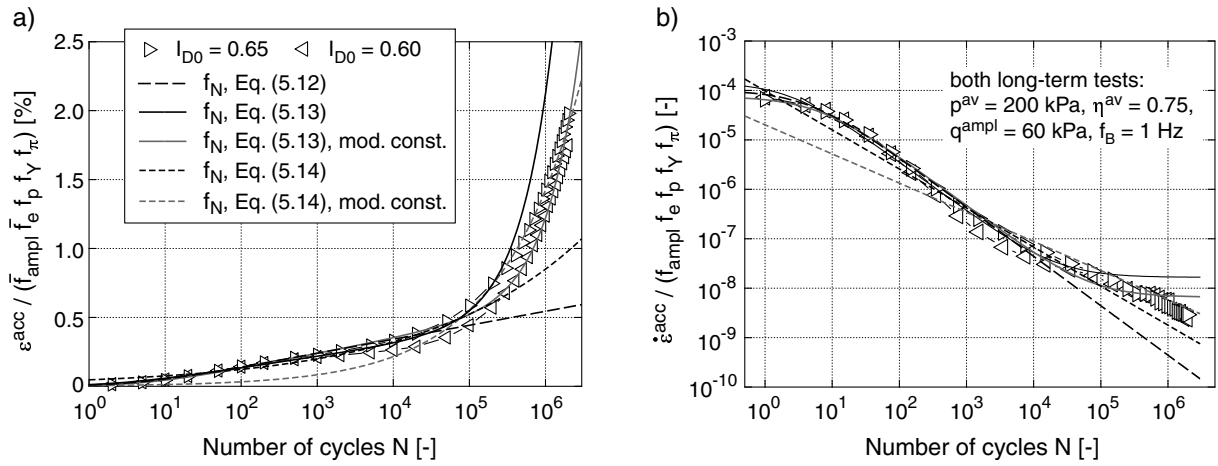 a)
2.5
2.0
1.5
1.0
0.5
0
ε^acc / (f̄_ampl f̄_e f_p f_Y f_π) [%]
I_D0 = 0.65 I_D0 = 0.60
f_N, Eq. (5.12)
f_N, Eq. (5.13)
f_N, Eq. (5.13), mod. const.
f_N, Eq. (5.14)
f_N, Eq. (5.14), mod. const.
10^0 10^1 10^2 10^3 10^4 10^5 10^6
Number of cycles N [-]
b)
10^-3
10^-4
10^-5
10^-6
10^-7
10^-8
10^-9
10^-10
ε̇^acc / (f_ampl f_e f_p f_Y f_π) [-]
both long-term tests:
p^av = 200 kPa, η^av = 0.75,
q^ampl = 60 kPa, f_B = 1 Hz
10^0 10^1 10^2 10^3 10^4 10^5 10^6
Number of cycles N [-]